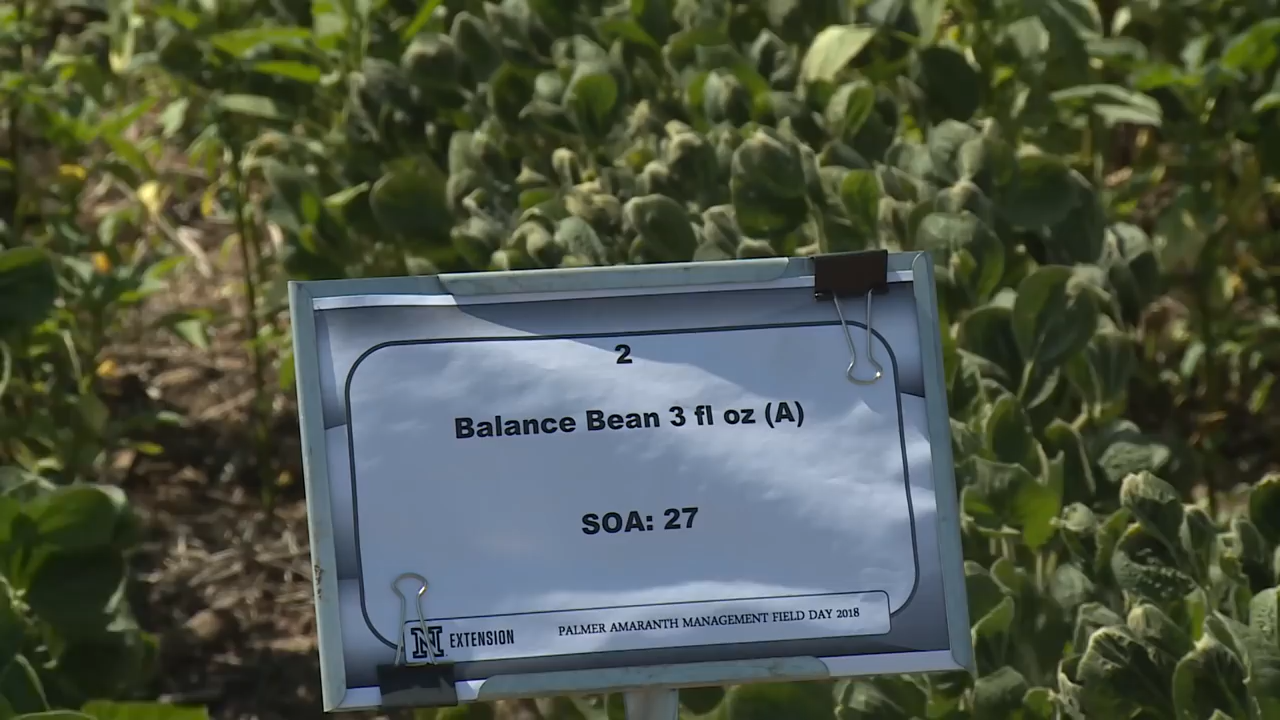 2
Balance Bean 3 fl oz (A)
SOA: 27
N EXTENSION PALMER AMARANTH MANAGEMENT FIELD DAY 2018